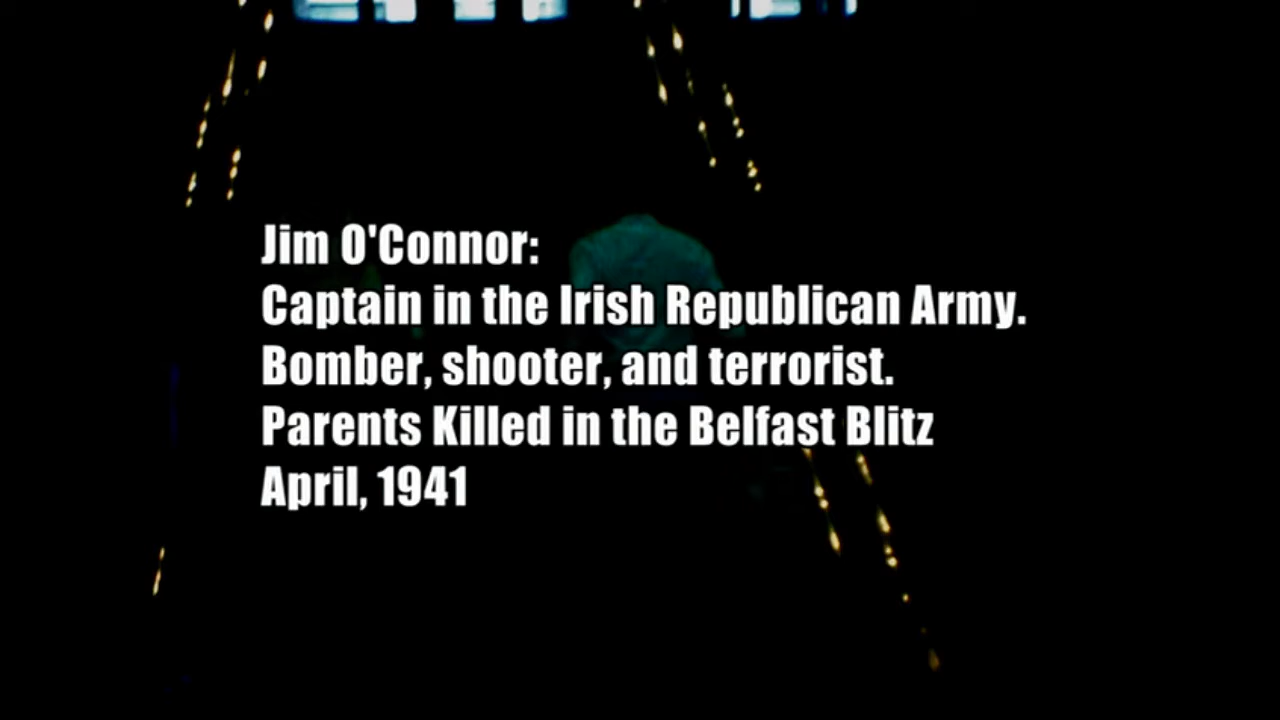 Jim O'Connor:
Captain in the Irish Republican Army.
Bomber, shooter, and terrorist.
Parents Killed in the Belfast Blitz
April, 1941